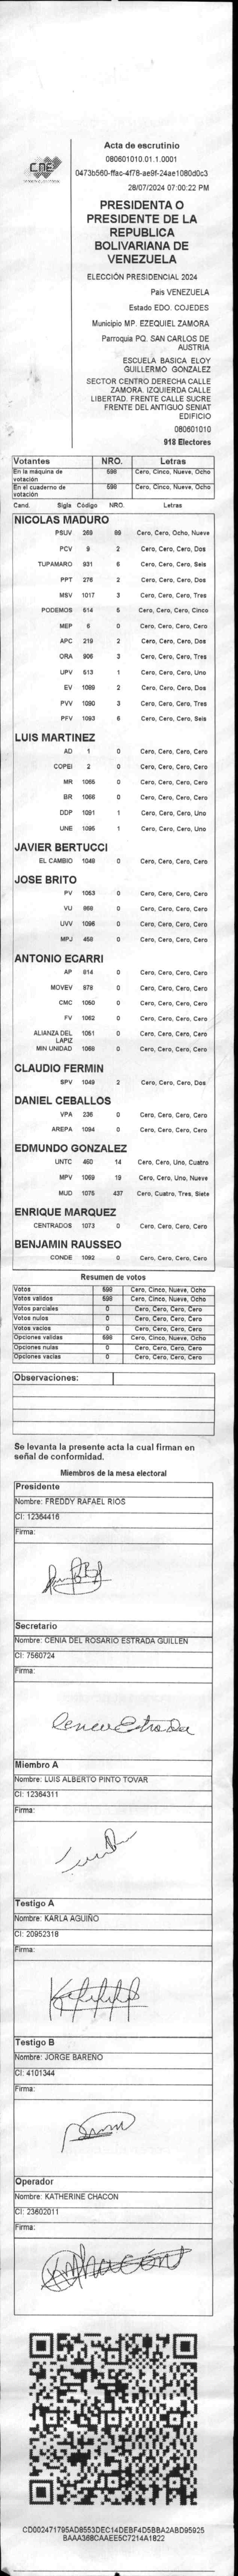 CNE
Acta de escrutinio
080601010.01.1.0001
0473b560-ffac-4f78-ae9f-24ae1080d0c3
28/07/2024 07:00:22 PM
PRESIDENTA O
PRESIDENTE DE LA
REPUBLICA
BOLIVARIANA DE
VENEZUELA
ELECCIÓN PRESIDENCIAL 2024
Pais VENEZUELA
Estado EDO. COJEDES
Municipio MP. EZEQUIEL ZAMORA
Parroquia PQ. SAN CARLOS DE
AUSTRIA
ESCUELA BASICA ELOY
GUILLERMO GONZALEZ
SECTOR CENTRO DERECHA CALLE
ZAMORA. IZQUIERDA CALLE
LIBERTAD. FRENTE CALLE SUCRE
FRENTE DEL ANTIGUO SENIAT
EDIFICIO
080601010
918 Electores
Votantes NRO. Letras
En la máquina de votación 598 Cero, Cinco, Nueve, Ocho
En el cuaderno de votación 598 Cero, Cinco, Nueve, Ocho
Cand. Sigla Código NRO. Letras
NICOLAS MADURO
PSUV 269 89 Cero, Cero, Ocho, Nueve
PCV 9 2 Cero, Cero, Cero, Dos
TUPAMARO 931 6 Cero, Cero, Cero, Seis
PPT 276 2 Cero, Cero, Cero, Dos
MSV 1017 3 Cero, Cero, Cero, Tres
PODEMOS 614 5 Cero, Cero, Cero, Cinco
MEP 6 0 Cero, Cero, Cero, Cero
APC 219 2 Cero, Cero, Cero, Dos
ORA 906 3 Cero, Cero, Cero, Tres
UPV 513 1 Cero, Cero, Cero, Uno
EV 1089 2 Cero, Cero, Cero, Dos
PVV 1090 3 Cero, Cero, Cero, Tres
PFV 1093 6 Cero, Cero, Cero, Seis
LUIS MARTINEZ
AD 1 0 Cero, Cero, Cero, Cero
COPEI 2 0 Cero, Cero, Cero, Cero
MR 1065 0 Cero, Cero, Cero, Cero
BR 1066 0 Cero, Cero, Cero, Cero
DDP 1091 1 Cero, Cero, Cero, Uno
UNE 1095 1 Cero, Cero, Cero, Uno
JAVIER BERTUCCI
EL CAMBIO 1048 0 Cero, Cero, Cero, Cero
JOSE BRITO
PV 1053 0 Cero, Cero, Cero, Cero
VU 868 0 Cero, Cero, Cero, Cero
UVV 1096 0 Cero, Cero, Cero, Cero
MPJ 458 0 Cero, Cero, Cero, Cero
ANTONIO ECARRI
AP 814 0 Cero, Cero, Cero, Cero
MOVEV 978 0 Cero, Cero, Cero, Cero
CMC 1050 0 Cero, Cero, Cero, Cero
FV 1062 0 Cero, Cero, Cero, Cero
ALIANZA DEL LAPIZ 1051 0 Cero, Cero, Cero, Cero
MIN UNIDAD 1068 0 Cero, Cero, Cero, Cero
CLAUDIO FERMIN
SPV 1049 2 Cero, Cero, Cero, Dos
DANIEL CEBALLOS
VPA 236 0 Cero, Cero, Cero, Cero
AREPA 1094 0 Cero, Cero, Cero, Cero
EDMUNDO GONZALEZ
UNTC 460 14 Cero, Cero, Uno, Cuatro
MPV 1069 19 Cero, Cero, Uno, Nueve
MUD 1075 437 Cero, Cuatro, Tres, Siete
ENRIQUE MARQUEZ
CENTRADOS 1073 0 Cero, Cero, Cero, Cero
BENJAMIN RAUSSEO
CONDE 1092 0 Cero, Cero, Cero, Cero
Resumen de votos
Votos 598 Cero, Cinco, Nueve, Ocho
Votos validos 598 Cero, Cinco, Nueve, Ocho
Votos parciales 0 Cero, Cero, Cero, Cero
Votos nulos 0 Cero, Cero, Cero, Cero
Votos vacios 0 Cero, Cero, Cero, Cero
Opciones validas 598 Cero, Cinco, Nueve, Ocho
Opciones nulas 0 Cero, Cero, Cero, Cero
Opciones vacias 0 Cero, Cero, Cero, Cero
Observaciones:
Se levanta la presente acta la cual firman en
señal de conformidad.
Miembros de la mesa electoral
Presidente
Nombre: FREDDY RAFAEL RIOS
CI: 12364416
Firma:
Secretario
Nombre: CENIA DEL ROSARIO ESTRADA GUILLEN
CI: 7560724
Firma:
Miembro A
Nombre: LUIS ALBERTO PINTO TOVAR
CI: 12364311
Firma:
Testigo A
Nombre: KARLA AGUIÑO
CI: 20952318
Firma:
Testigo B
Nombre: JORGE BAREÑO
CI: 4101344
Firma:
Operador
Nombre: KATHERINE CHACON
CI: 23602011
Firma:
CD002471795AD8553DEC14DEBF4D5BBA2ABD95925
BAAA368CAAEE5C7214A1822